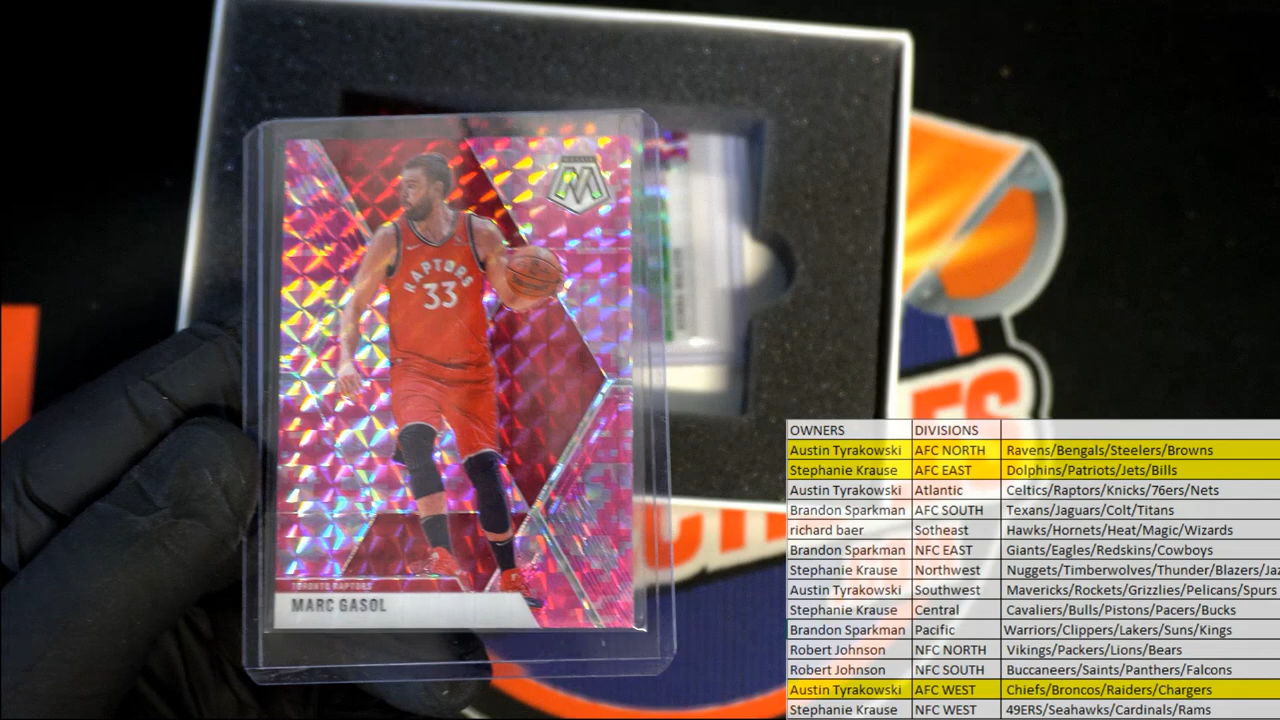 RAPTORS
33
TORONTO RAPTORS
MARC GASOL
OWNERS DIVISIONS
Austin Tyrakowski AFC NORTH Ravens/Bengals/Steelers/Browns
Stephanie Krause AFC EAST Dolphins/Patriots/Jets/Bills
Austin Tyrakowski Atlantic Celtics/Raptors/Knicks/76ers/Nets
Brandon Sparkman AFC SOUTH Texans/Jaguars/Colt/Titans
richard baer Sotheast Hawks/Hornets/Heat/Magic/Wizards
Brandon Sparkman NFC EAST Giants/Eagles/Redskins/Cowboys
Stephanie Krause Northwest Nuggets/Timberwolves/Thunder/Blazers/Jaz
Austin Tyrakowski Southwest Mavericks/Rockets/Grizzlies/Pelicans/Spurs
Stephanie Krause Central Cavaliers/Bulls/Pistons/Pacers/Bucks
Brandon Sparkman Pacific Warriors/Clippers/Lakers/Suns/Kings
Robert Johnson NFC NORTH Vikings/Packers/Lions/Bears
Robert Johnson NFC SOUTH Buccaneers/Saints/Panthers/Falcons
Austin Tyrakowski AFC WEST Chiefs/Broncos/Raiders/Chargers
Stephanie Krause NFC WEST 49ERS/Seahawks/Cardinals/Rams